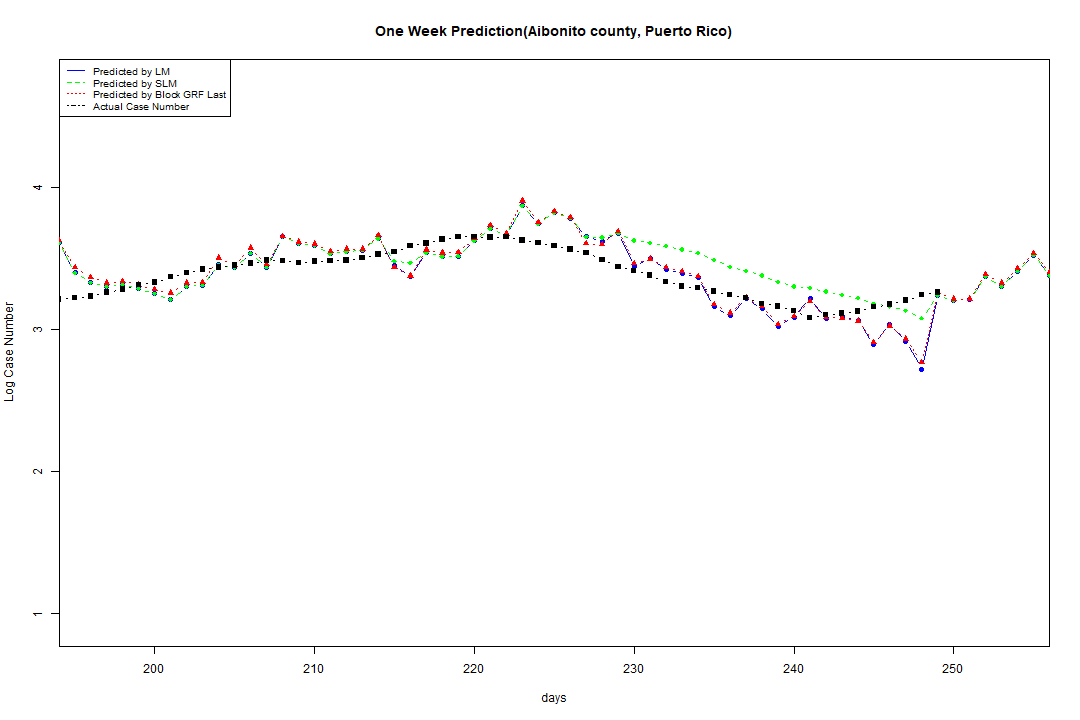 One Week Prediction(Aibonito county, Puerto Rico)
Predicted by LM
Predicted by SLM
Predicted by Block GRF Last
Actual Case Number
4
3
2
1
Log Case Number
200 210 220 230 240 250
days